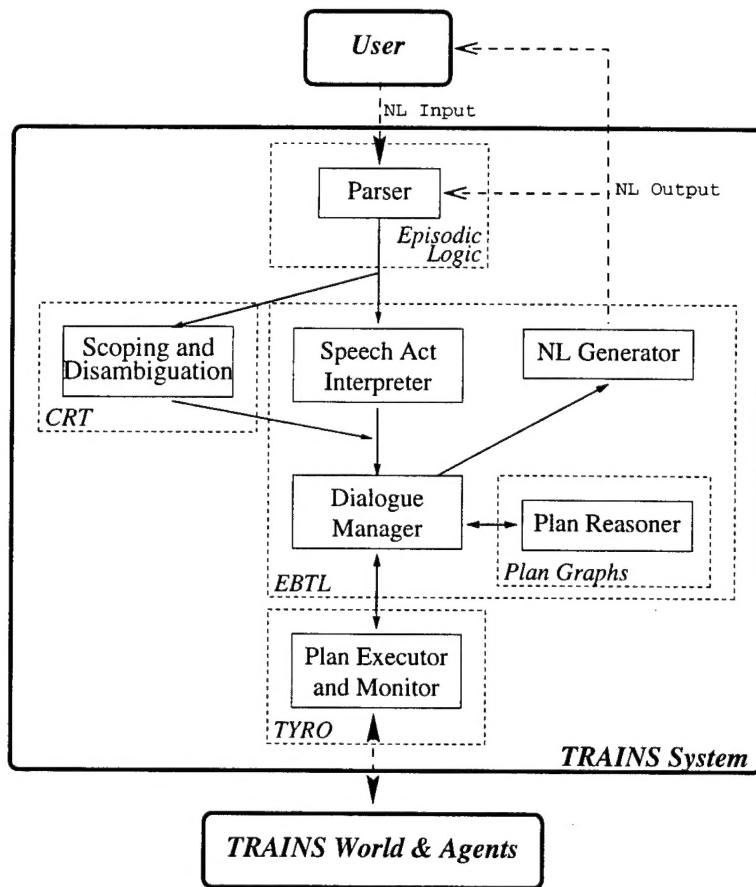 User
NL Input
Parser
NL Output
Episodic
Logic
Scoping and
Disambiguation
CRT
Speech Act
Interpreter
NL Generator
Dialogue
Manager
Plan Reasoner
Plan Graphs
EBTL
Plan Executor
and Monitor
TYRO
TRAINS System
TRAINS World & Agents